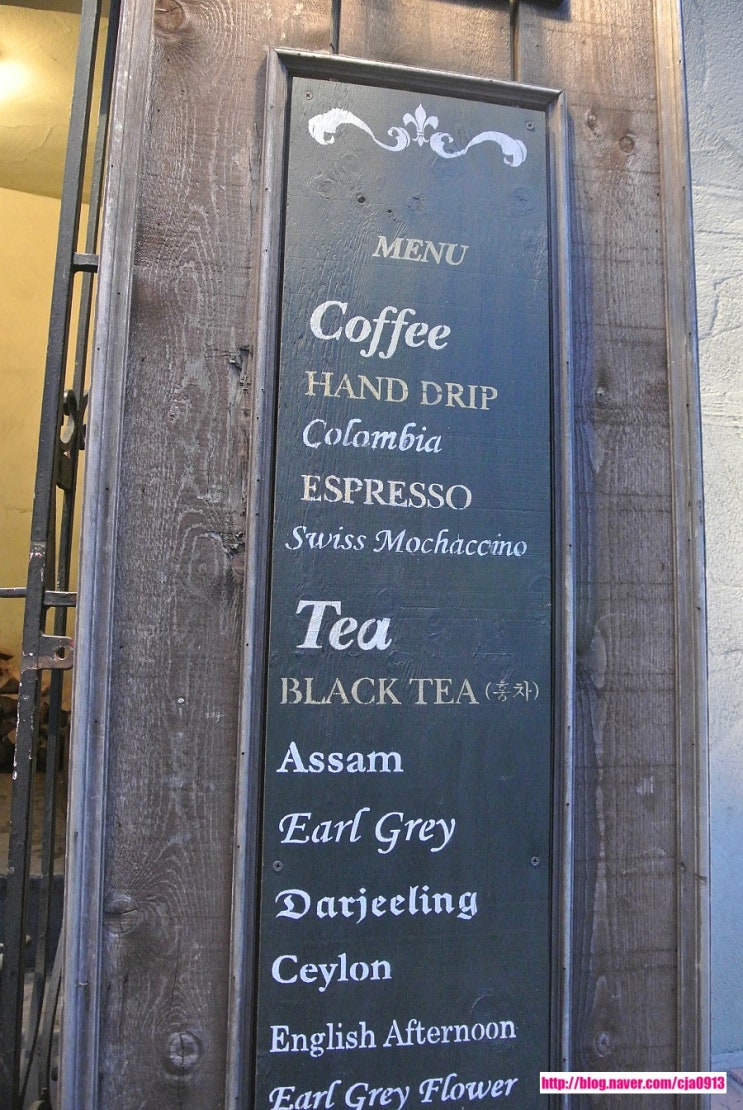 MENU
Coffee
HAND DRIP
Colombia
ESPRESSO
Swiss Mochaccino
Tea
BLACK TEA (홍차)
Assam
Earl Grey
Darjeeling
Ceylon
English Afternoon
Earl Grey Flower
http://blog.naver.com/cja0913